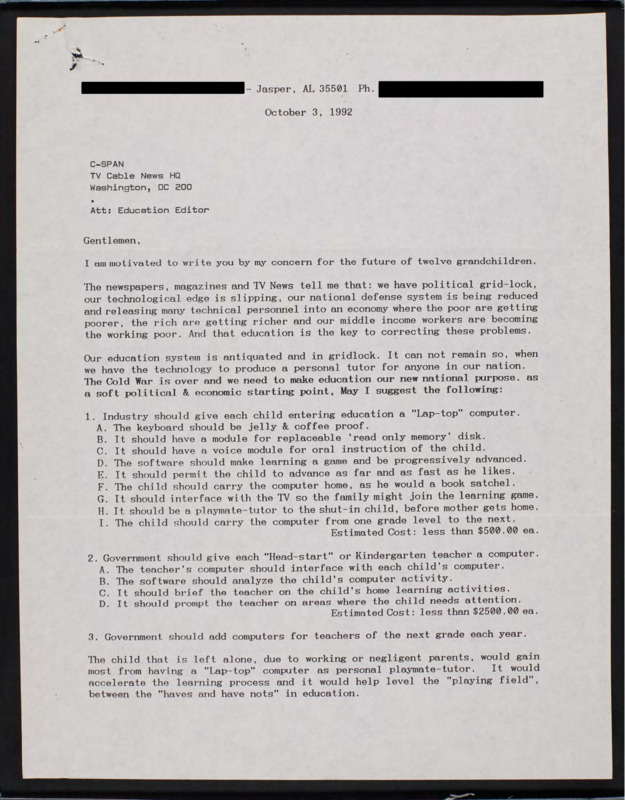 - Jasper, AL 35501 Ph.
October 3, 1992
C-SPAN
TV Cable News HQ
Washington, DC 200
.
Att: Education Editor
Gentlemen,
I am motivated to write you by my concern for the future of twelve grandchildren.
The newspapers, magazines and TV News tell me that: we have political grid-lock,
our technological edge is slipping, our national defense system is being reduced
and releasing many technical personnel into an economy where the poor are getting
poorer, the rich are getting richer and our middle income workers are becoming
the working poor. And that education is the key to correcting these problems.
Our education system is antiquated and in gridlock. It can not remain so, when
we have the technology to produce a personal tutor for anyone in our nation.
The Cold War is over and we need to make education our new national purpose. as
a soft political & economic starting point, May I suggest the following:
1. Industry should give each child entering education a "Lap-top" computer.
A. The keyboard should be jelly & coffee proof.
B. It should have a module for replaceable 'read only memory' disk.
C. It should have a voice module for oral instruction of the child.
D. The software should make learning a game and be progressively advanced.
E. It should permit the child to advance as far and as fast as he likes.
F. The child should carry the computer home, as he would a book satchel.
G. It should interface with the TV so the family might join the learning game.
H. It should be a playmate-tutor to the shut-in child, before mother gets home.
I. The child should carry the computer from one grade level to the next.
Estimated Cost: less than $500.00 ea.
2. Government should give each "Head-start" or Kindergarten teacher a computer.
A. The teacher's computer should interface with each child's computer.
B. The software should analyze the child's computer activity.
C. It should brief the teacher on the child's home learning activities.
D. It should prompt the teacher on areas where the child needs attention.
Estimated Cost: less than $2500.00 ea.
3. Government should add computers for teachers of the next grade each year.
The child that is left alone, due to working or negligent parents, would gain
most from having a "Lap-top" computer as personal playmate-tutor. It would
accelerate the learning process and it would help level the "playing field",
between the "haves and have nots" in education.